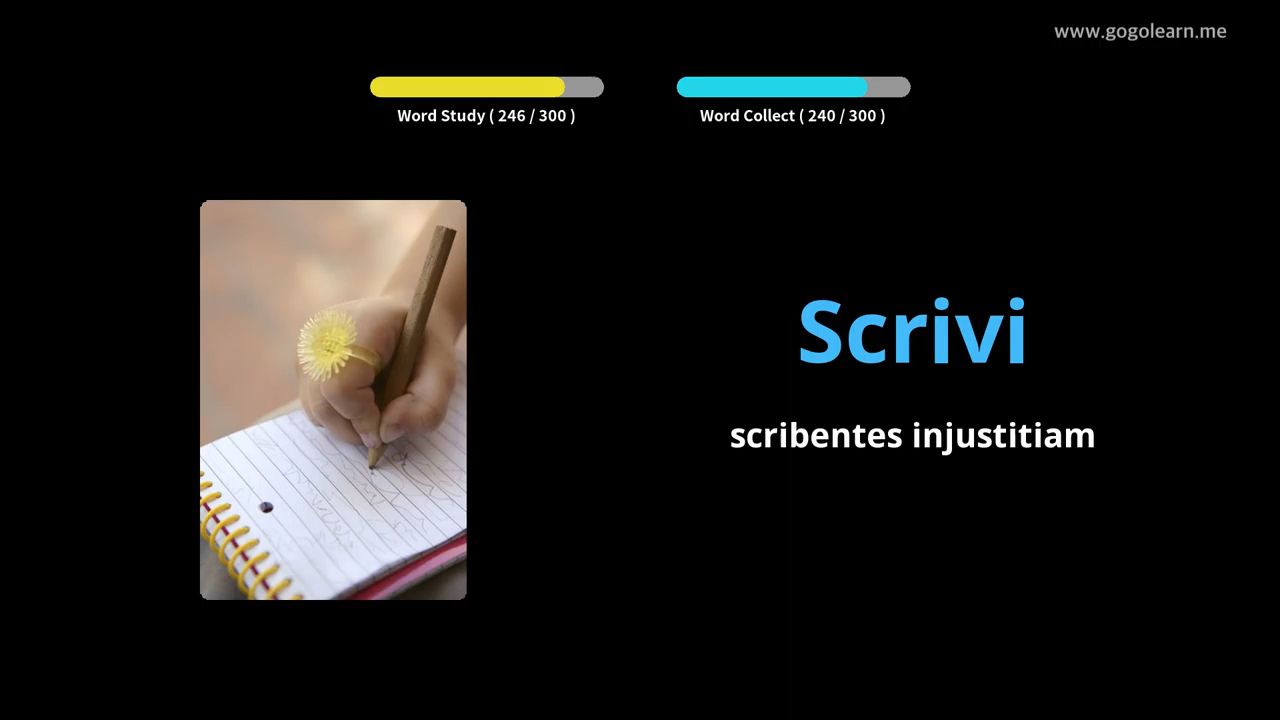 www.gogolearn.me
Word Study ( 246 / 300 )
Word Collect ( 240 / 300 )
Scrivi
scribentes injustitiam